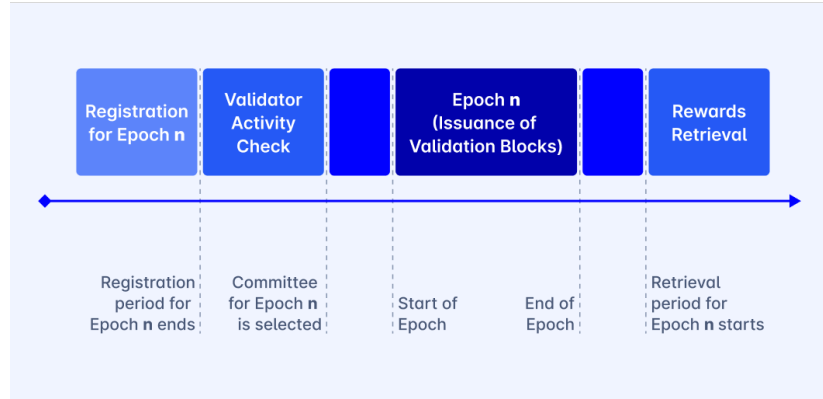 Registration
for Epoch n
Validator
Activity
Check
Epoch n
(Issuance of
Validation Blocks)
Rewards
Retrieval
Registration
period for
Epoch n ends
Committee
for Epoch n
is selected
Start of
Epoch
End of
Epoch
Retrieval
period for
Epoch n starts